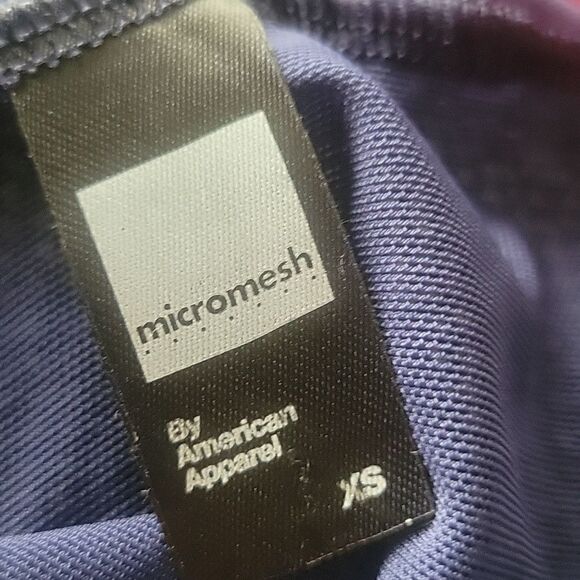 micromesh
By
American
Apparel
XS